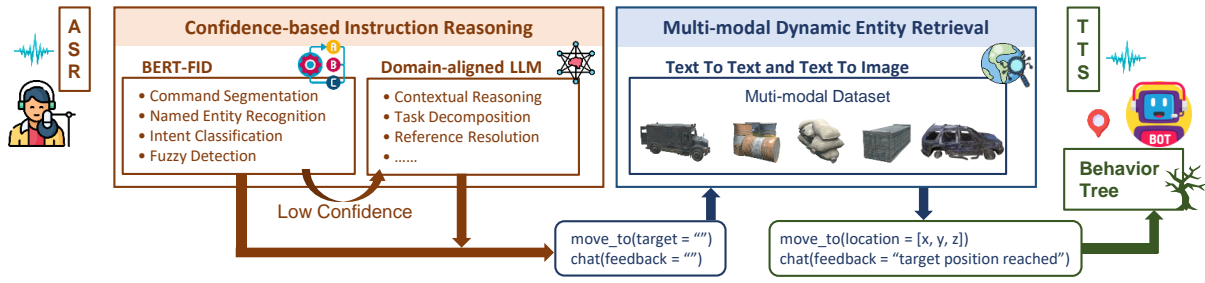 ASR
Confidence-based Instruction Reasoning
BERT-FID
• Command Segmentation
• Named Entity Recognition
• Intent Classification
• Fuzzy Detection
A
B
C
Domain-aligned LLM
• Contextual Reasoning
• Task Decomposition
• Reference Resolution
• ......
Low Confidence
Multi-modal Dynamic Entity Retrieval
Text To Text and Text To Image
Muti-modal Dataset
move_to(target = “”)
chat(feedback = “”)
move_to(location = [x, y, z])
chat(feedback = “target position reached”)
TTS
BOT
Behavior
Tree